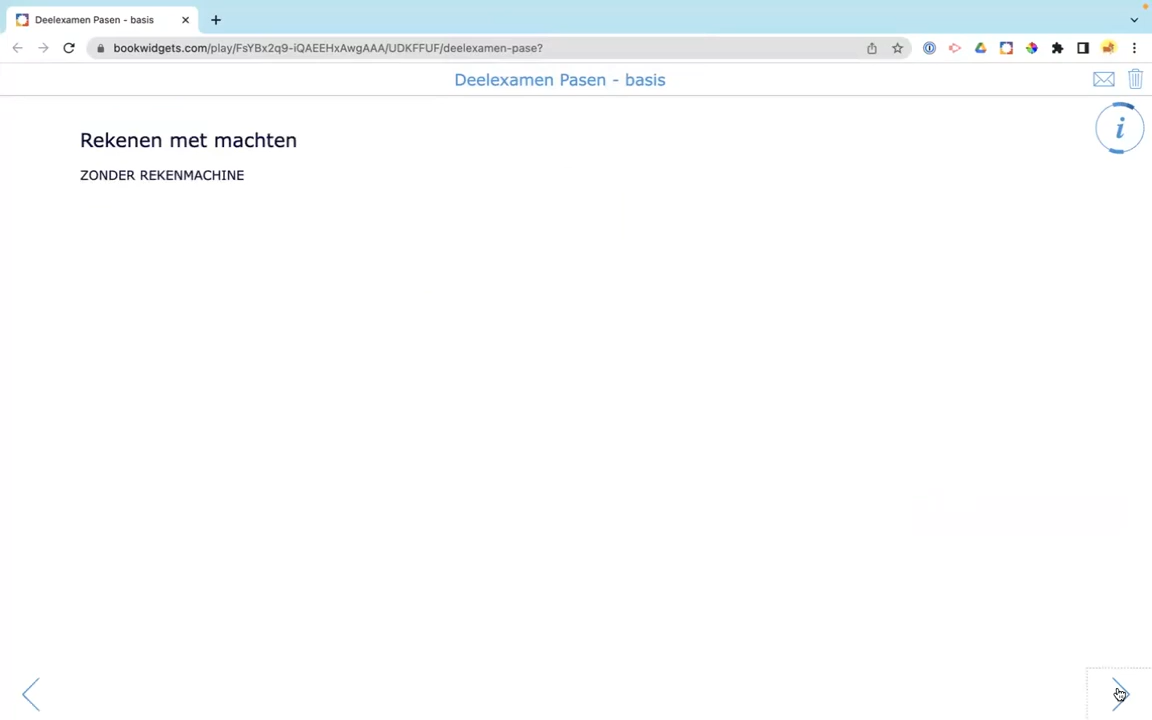 Deelexamen Pasen - basis
bookwidgets.com/play/FsYBx2q9-iQAEEHxAwgAAA/UDKFFUF/deelexamen-pase?
Deelexamen Pasen - basis
i
Rekenen met machten
ZONDER REKENMACHINE